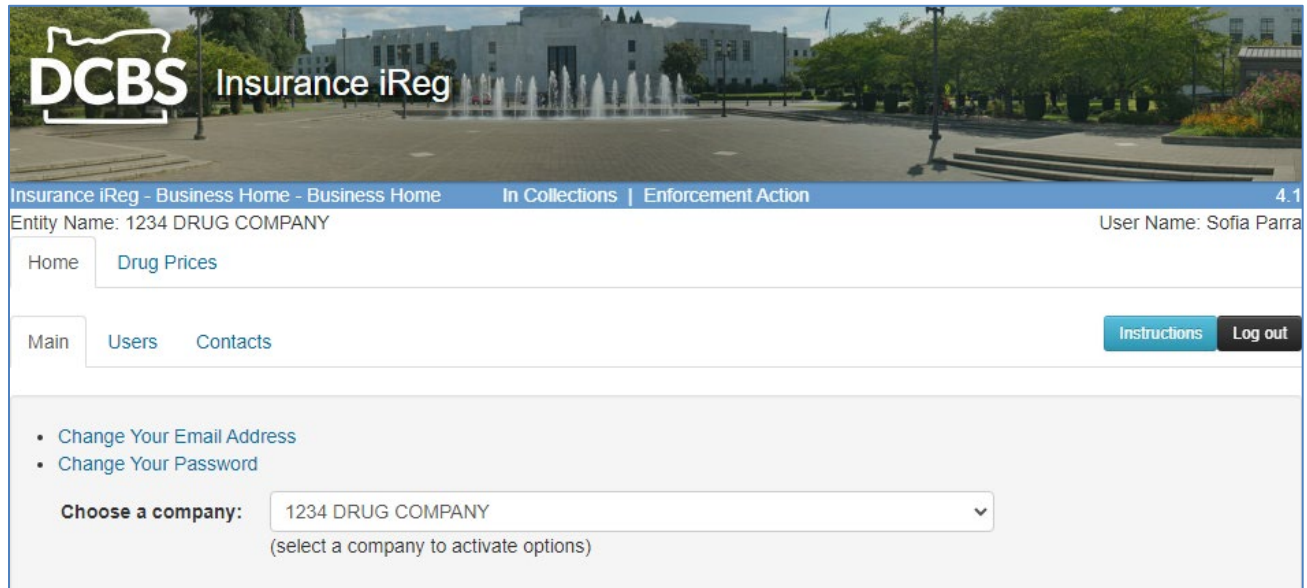 DCBS Insurance iReg
Insurance iReg - Business Home - Business Home In Collections | Enforcement Action 4.1
Entity Name: 1234 DRUG COMPANY User Name: Sofia Parra
Home Drug Prices
Main Users Contacts Instructions Log out
• Change Your Email Address
• Change Your Password
Choose a company: 1234 DRUG COMPANY
(select a company to activate options)